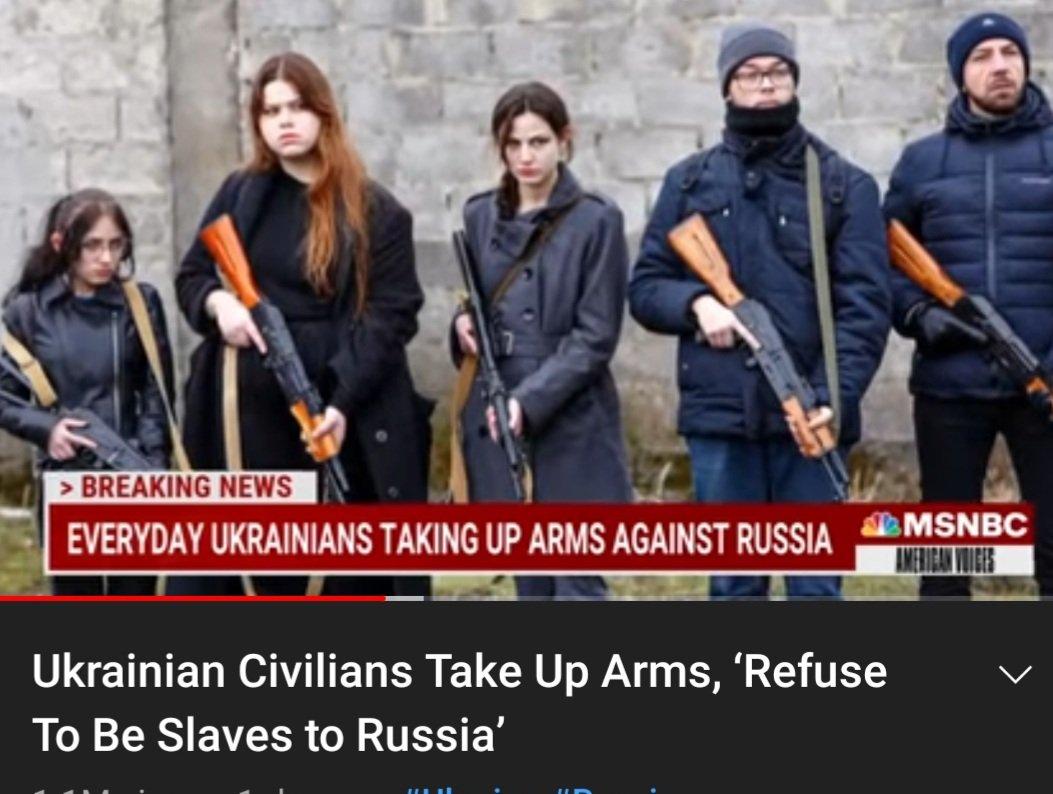 > BREAKING NEWS
EVERYDAY UKRAINIANS TAKING UP ARMS AGAINST RUSSIA
MSNBC
AMERICAN VOICES
Ukrainian Civilians Take Up Arms, ‘Refuse
To Be Slaves to Russia’